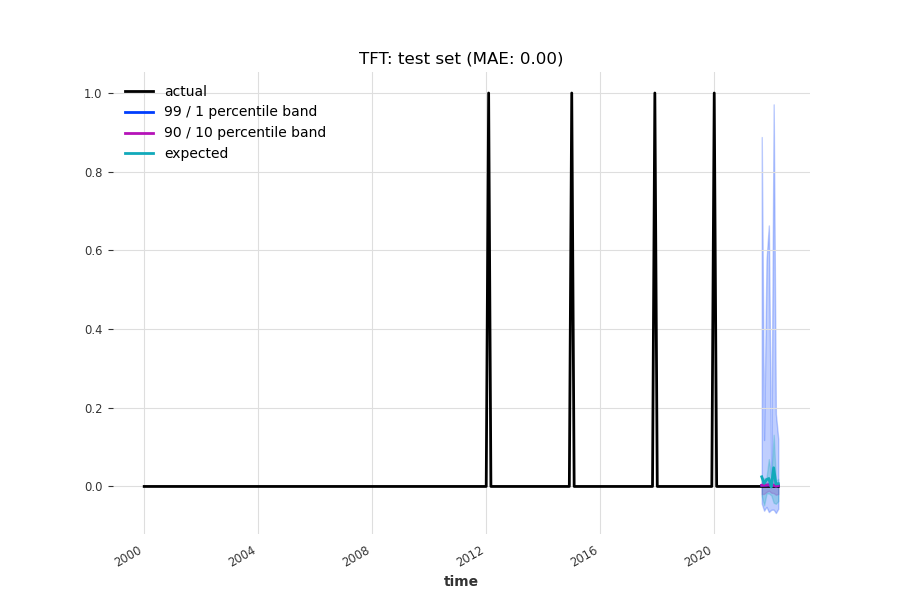 TFT: test set (MAE: 0.00)
actual
99 / 1 percentile band
90 / 10 percentile band
expected
1.0
0.8
0.6
0.4
0.2
0.0
2000
2004
2008
2012
2016
2020
time